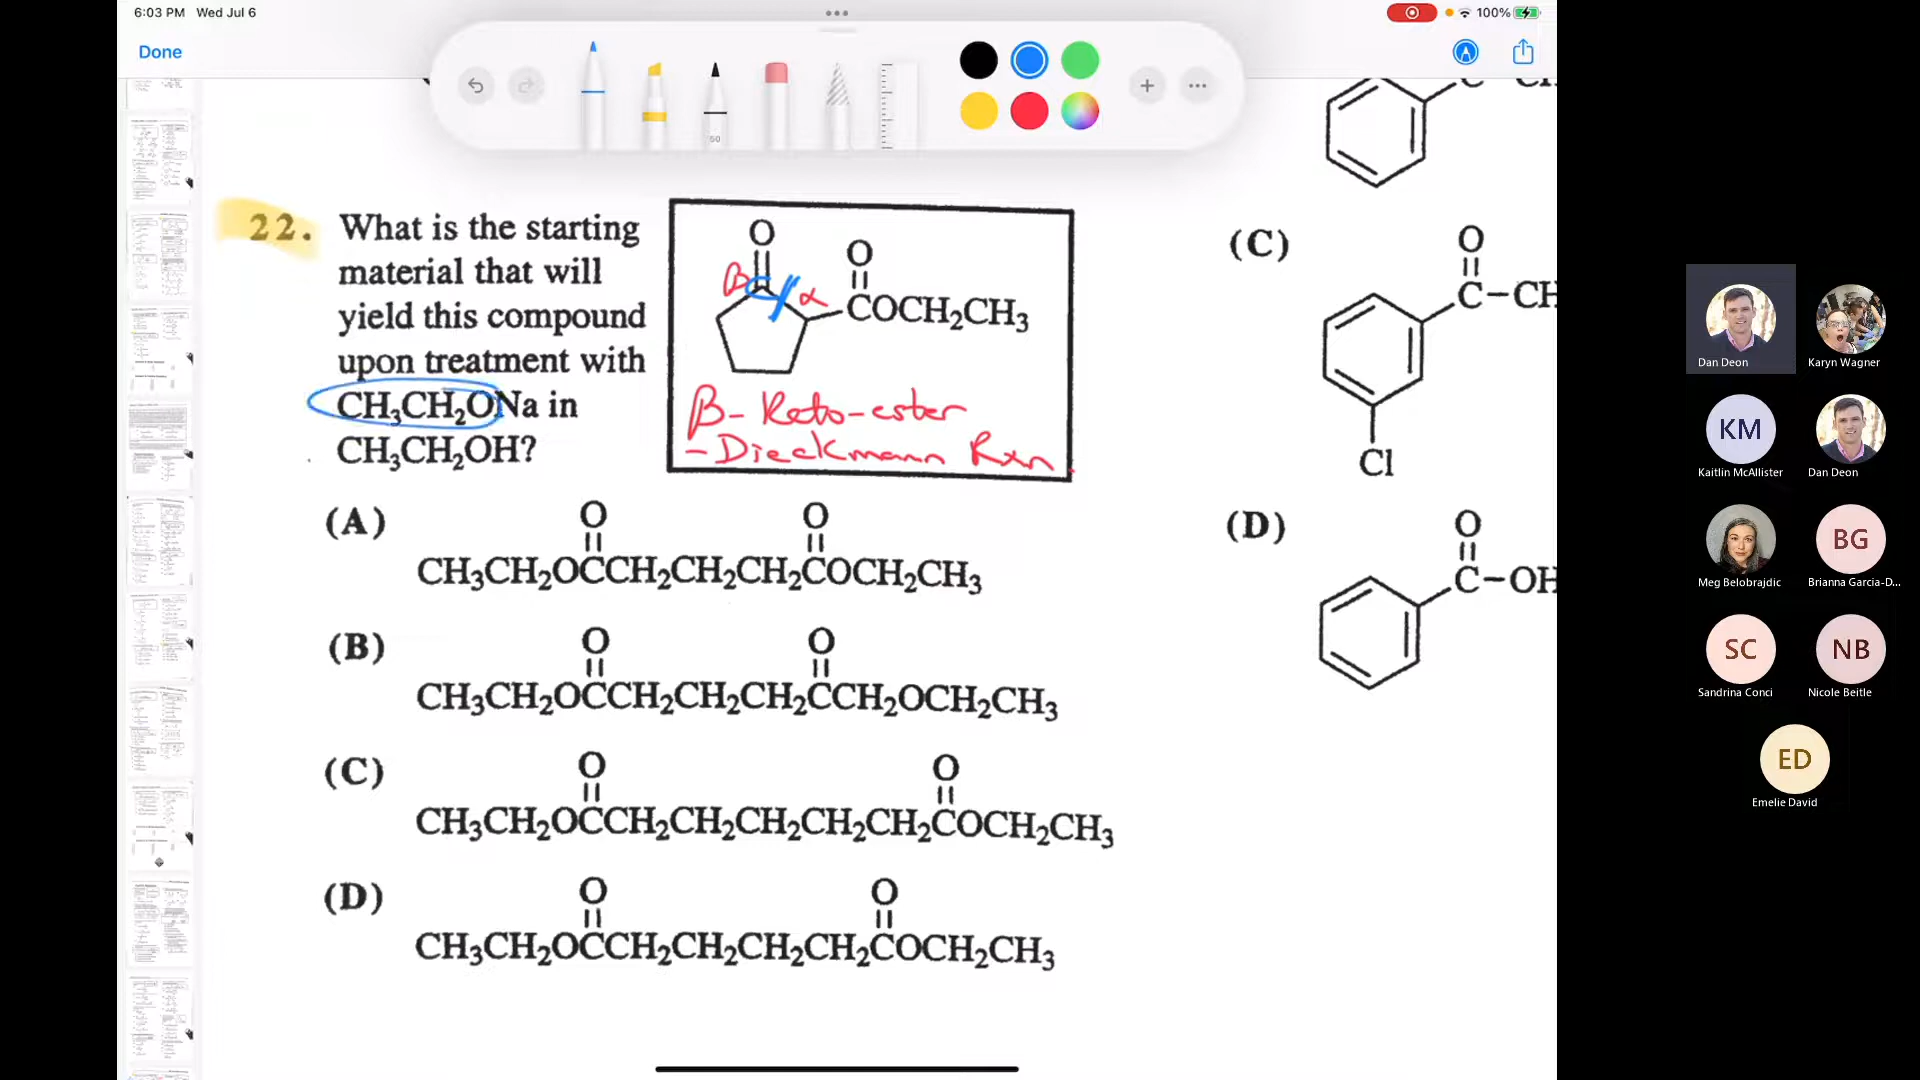 6:03 PM Wed Jul 6
100%
Done
50
22. What is the starting
material that will
yield this compound
upon treatment with
CH₃CH₂ONa in
CH₃CH₂OH?
O
O
β
α
COCH₂CH₃
β-Keto-ester
- Dieckmann Rxn
(A)
O O
CH₃CH₂OCCH₂CH₂CH₂COCH₂CH₃
(B)
O O
CH₃CH₂OCCH₂CH₂CH₂CCH₂OCH₂CH₃
(C)
O O
CH₃CH₂OCCH₂CH₂CH₂CH₂CH₂COCH₂CH₃
(D)
O O
CH₃CH₂OCCH₂CH₂CH₂CH₂COCH₂CH₃
(C)
O
C-CH
Cl
(D)
O
C-OH
Dan Deon
Karyn Wagner
KM
Kaitlin McAllister
Dan Deon
Meg Belobrajdic
BG
Brianna Garcia-D...
SC
Sandrina Conci
NB
Nicole Beitle
ED
Emelie David